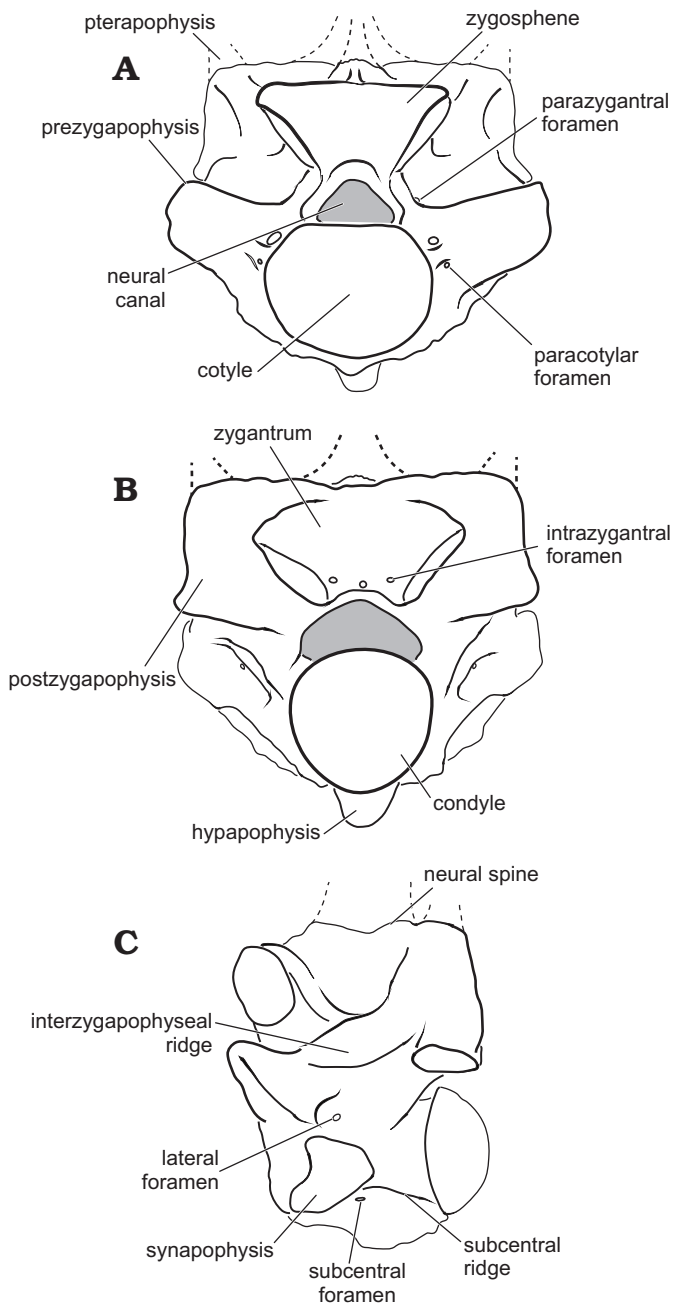 pterapophysis
zygosphene
A
parazygantral
foramen
prezygapophysis
neural
canal
cotyle
paracotylar
foramen
zygantrum
B
intrazygantral
foramen
postzygapophysis
condyle
hypapophysis
neural spine
C
interzygapophyseal
ridge
lateral
foramen
synapophysis
subcentral
foramen
subcentral
ridge